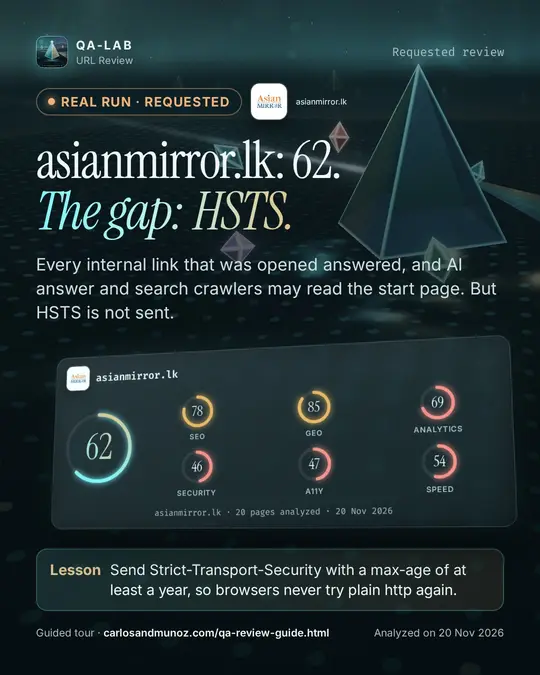 QA-LAB
URL Review
Requested review
REAL RUN · REQUESTED
Asian
MIRROR
asianmirror.lk
asianmirror.lk: 62.
The gap: HSTS.
Every internal link that was opened answered, and AI
answer and search crawlers may read the start page. But
HSTS is not sent.
Asian
MIRROR
asianmirror.lk
62
78
SEO
85
GEO
69
ANALYTICS
46
SECURITY
47
A11Y
54
SPEED
asianmirror.lk · 20 pages analyzed · 20 Nov 2026
Lesson
Send Strict-Transport-Security with a max-age of at
least a year, so browsers never try plain http again.
Guided tour · carlosandmunoz.com/qa-review-guide.html
Analyzed on 20 Nov 2026